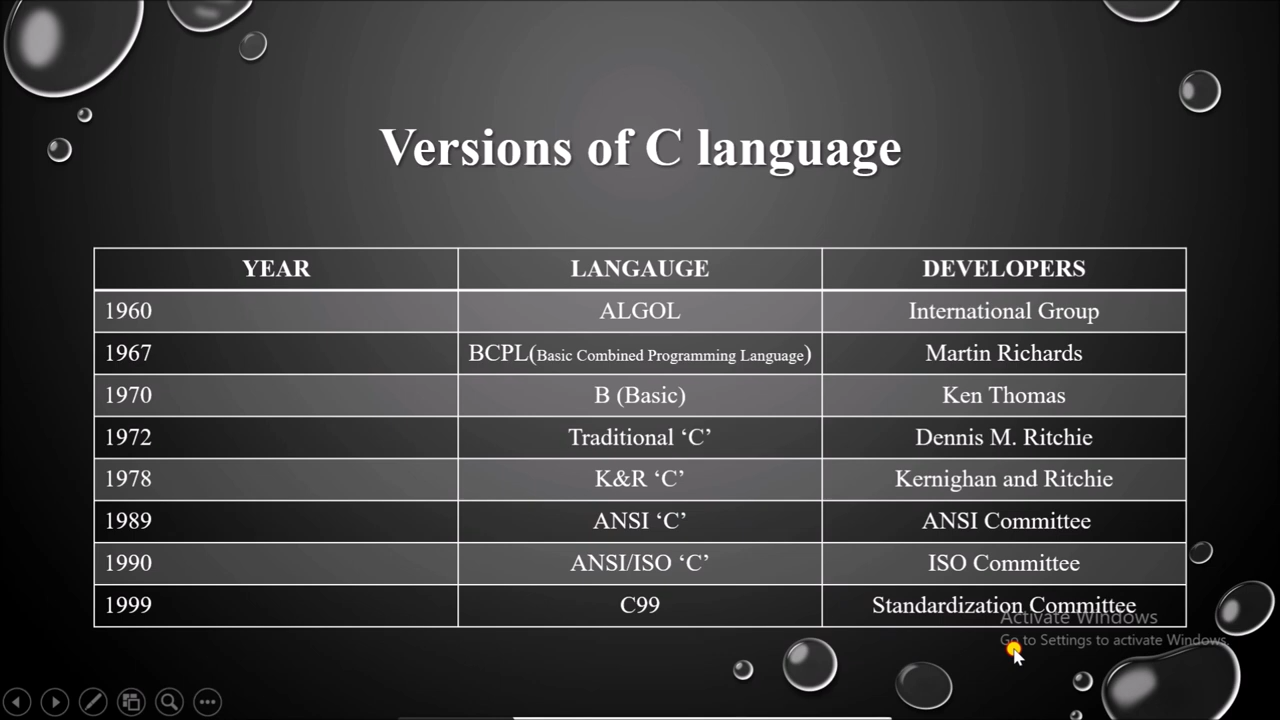 Versions of C language
YEAR LANGAUGE DEVELOPERS
1960 ALGOL International Group
1967 BCPL(Basic Combined Programming Language) Martin Richards
1970 B (Basic) Ken Thomas
1972 Traditional ‘C’ Dennis M. Ritchie
1978 K&R ‘C’ Kernighan and Ritchie
1989 ANSI ‘C’ ANSI Committee
1990 ANSI/ISO ‘C’ ISO Committee
1999 C99 Standardization Committee
Activate Windows
Go to Settings to activate Windows.